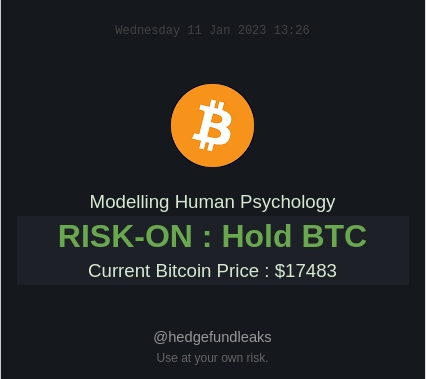 Wednesday 11 Jan 2023 13:26
Modelling Human Psychology
RISK-ON : Hold BTC
Current Bitcoin Price : $17483
@hedgefundleaks
Use at your own risk.